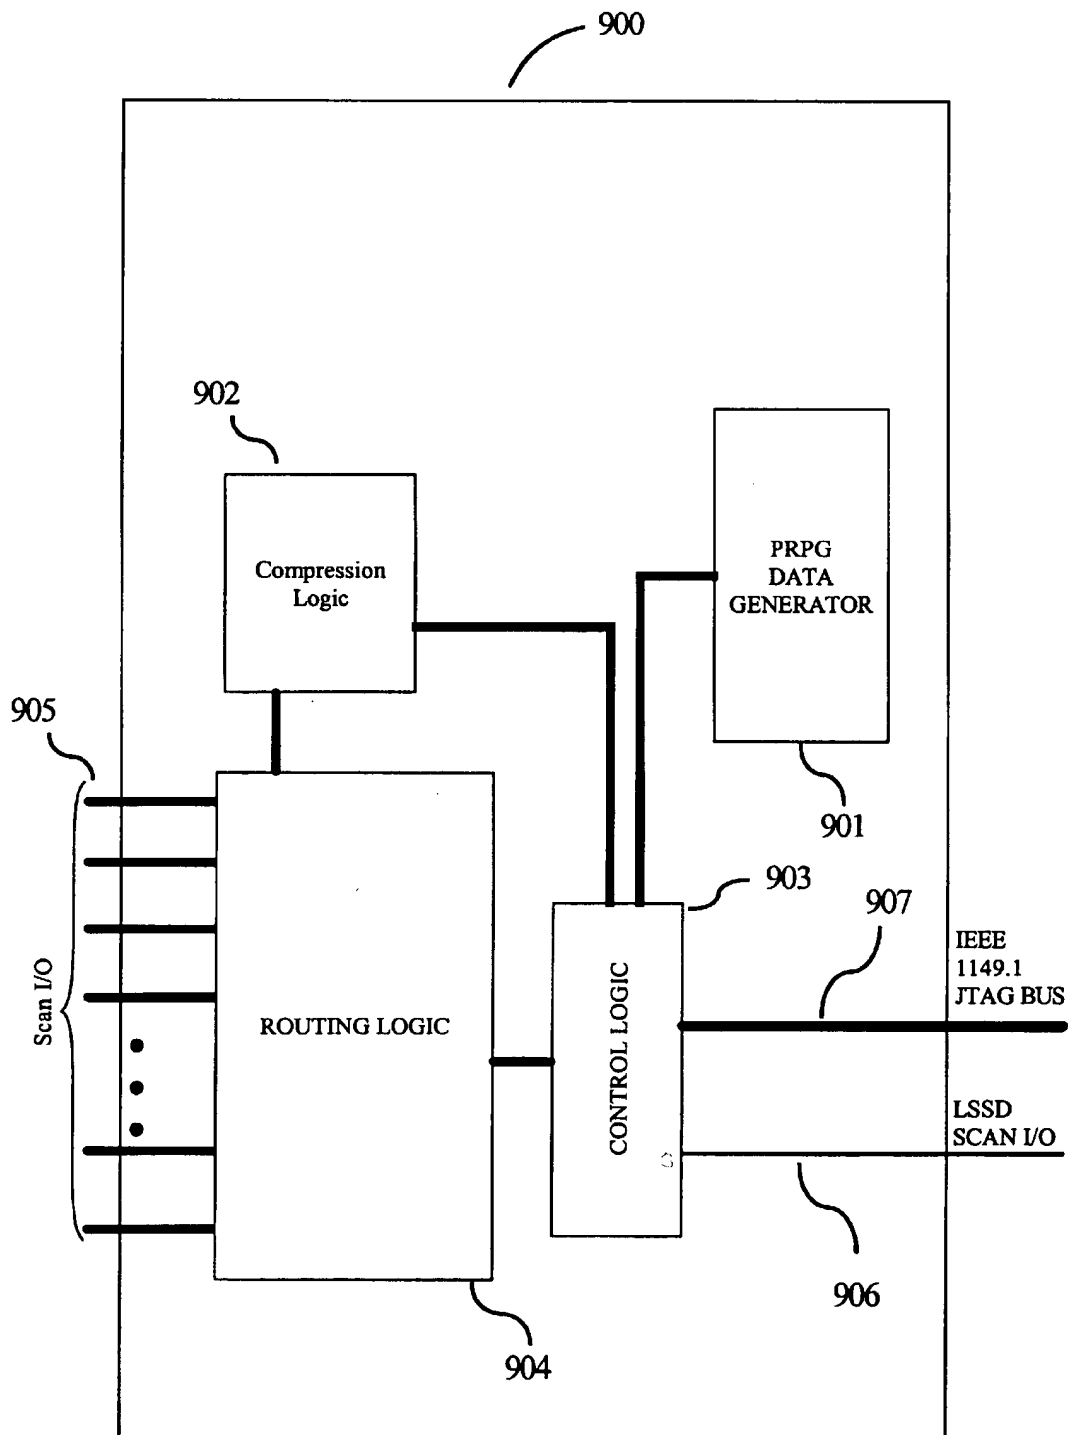 900
902
Compression
Logic
PRPG
DATA
GENERATOR
905
901
903
907
Scan I/O
ROUTING LOGIC
CONTROL LOGIC
IEEE
1149.1
JTAG BUS
LSSD
SCAN I/O
906
904